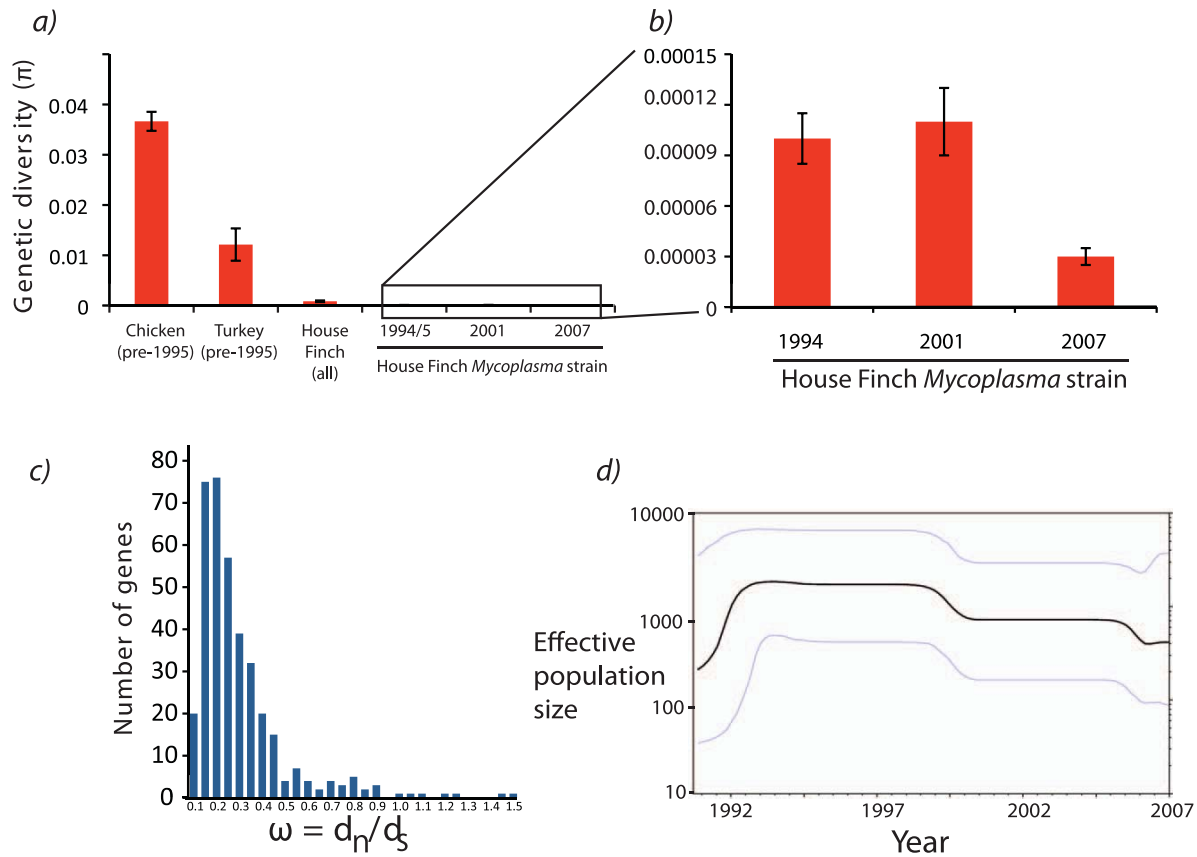 a)
Genetic diversity (π)
0.04
0.03
0.02
0.01
0
Chicken
(pre-1995)
Turkey
(pre-1995)
House
Finch
(all)
1994/5
2001
2007
House Finch Mycoplasma strain
b)
0.00015
0.00012
0.00009
0.00006
0.00003
0
1994
2001
2007
House Finch Mycoplasma strain
c)
Number of genes
80
70
60
50
40
30
20
10
0
0.1 0.2 0.3 0.4 0.5 0.6 0.7 0.8 0.9 1.0 1.1 1.2 1.3 1.4 1.5
ω = dn/ds
d)
Effective
population
size
10000
1000
100
10
1992
1997
2002
2007
Year